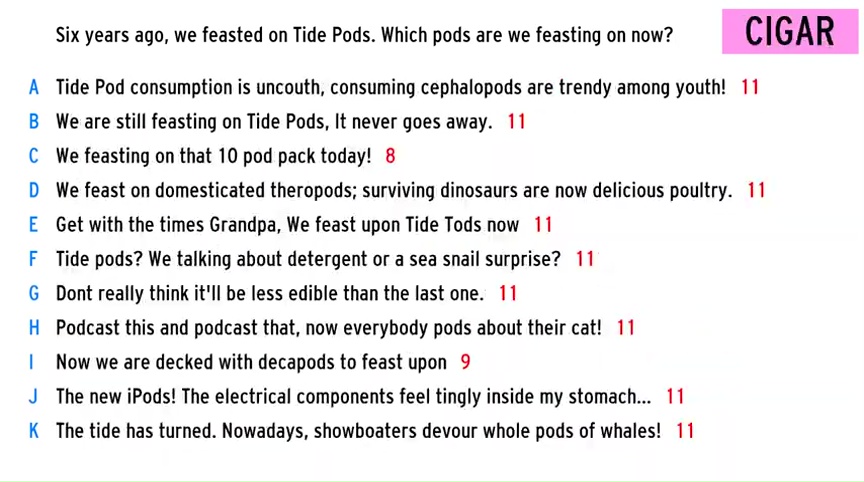 Six years ago, we feasted on Tide Pods. Which pods are we feasting on now?
CIGAR
A Tide Pod consumption is uncouth, consuming cephalopods are trendy among youth! 11
B We are still feasting on Tide Pods, It never goes away. 11
C We feasting on that 10 pod pack today! 8
D We feast on domesticated theropods; surviving dinosaurs are now delicious poultry. 11
E Get with the times Grandpa, We feast upon Tide Tods now 11
F Tide pods? We talking about detergent or a sea snail surprise? 11
G Dont really think it'll be less edible than the last one. 11
H Podcast this and podcast that, now everybody pods about their cat! 11
I Now we are decked with decapods to feast upon 9
J The new iPods! The electrical components feel tingly inside my stomach... 11
K The tide has turned. Nowadays, showboaters devour whole pods of whales! 11